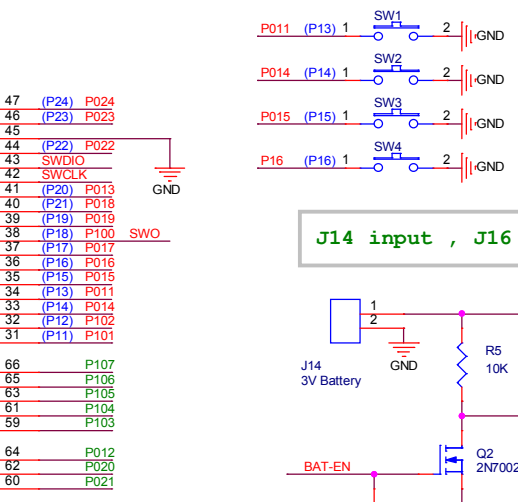 SW1
P011 (P13) 1 2 GND
SW2
P014 (P14) 1 2 GND
SW3
P015 (P15) 1 2 GND
SW4
P16 (P16) 1 2 GND
47 (P24) P024
46 (P23) P023
45
44 (P22) P022
43 SWDIO
42 SWCLK
41 (P20) P013
40 (P21) P018
39 (P19) P019
38 (P18) P100 SWO
37 (P17) P017
36 (P16) P016
35 (P15) P015
34 (P13) P011
33 (P14) P014
32 (P12) P102
31 (P11) P101
GND
66 P107
65 P106
63 P105
61 P104
59 P103
64 P012
62 P020
60 P021
J14 input , J16
1
2
J14
3V Battery
GND
R5
10K
Q2
2N7002
BAT-EN